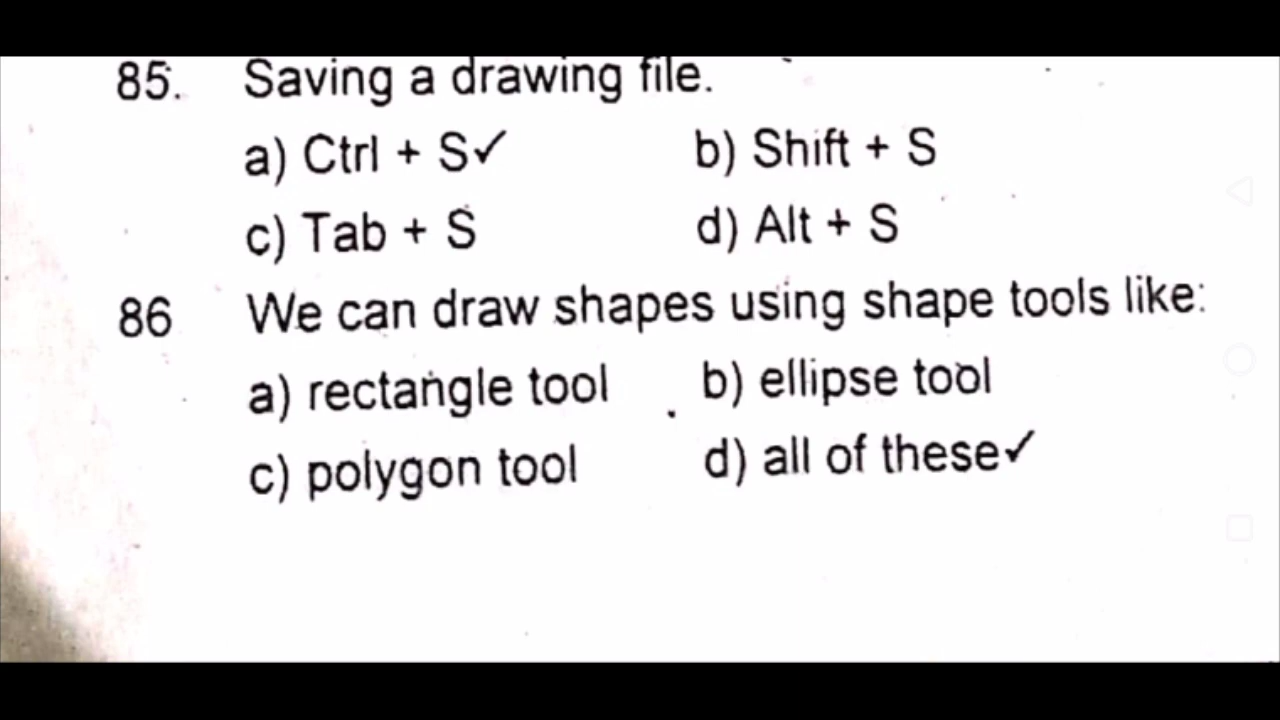 85. Saving a drawing file.
a) Ctrl + S✓ b) Shift + S
c) Tab + S d) Alt + S
86 We can draw shapes using shape tools like:
a) rectangle tool b) ellipse tool
c) polygon tool d) all of these✓